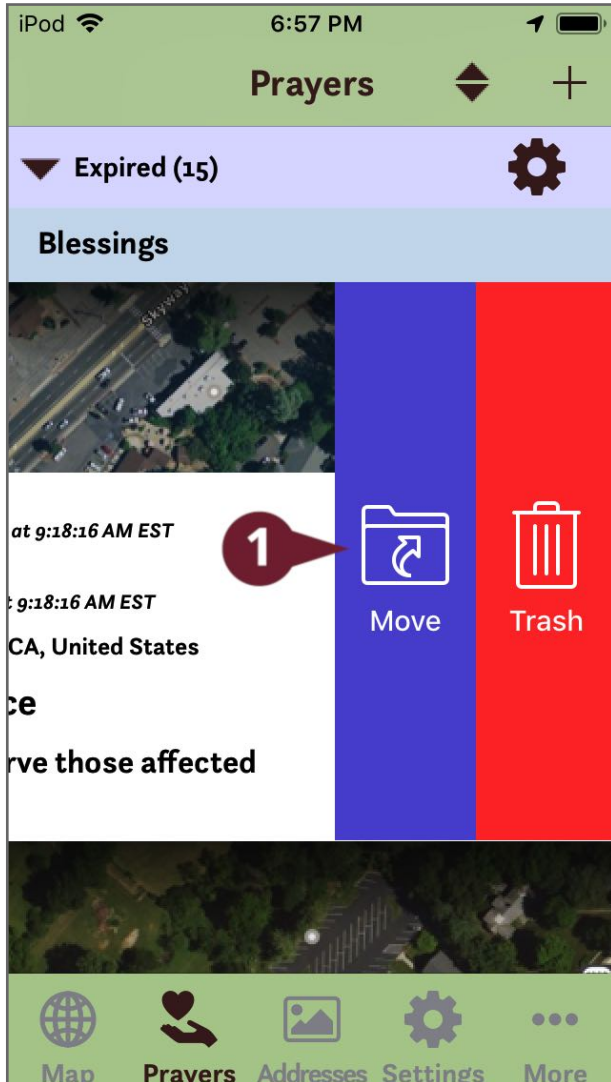 iPod 6:57 PM
Prayers
Expired (15)
Blessings
Skyway
at 9:18:16 AM EST
1
9:18:16 AM EST
Move Trash
CA, United States
ce
rve those affected
Map Prayers Addresses Settings More